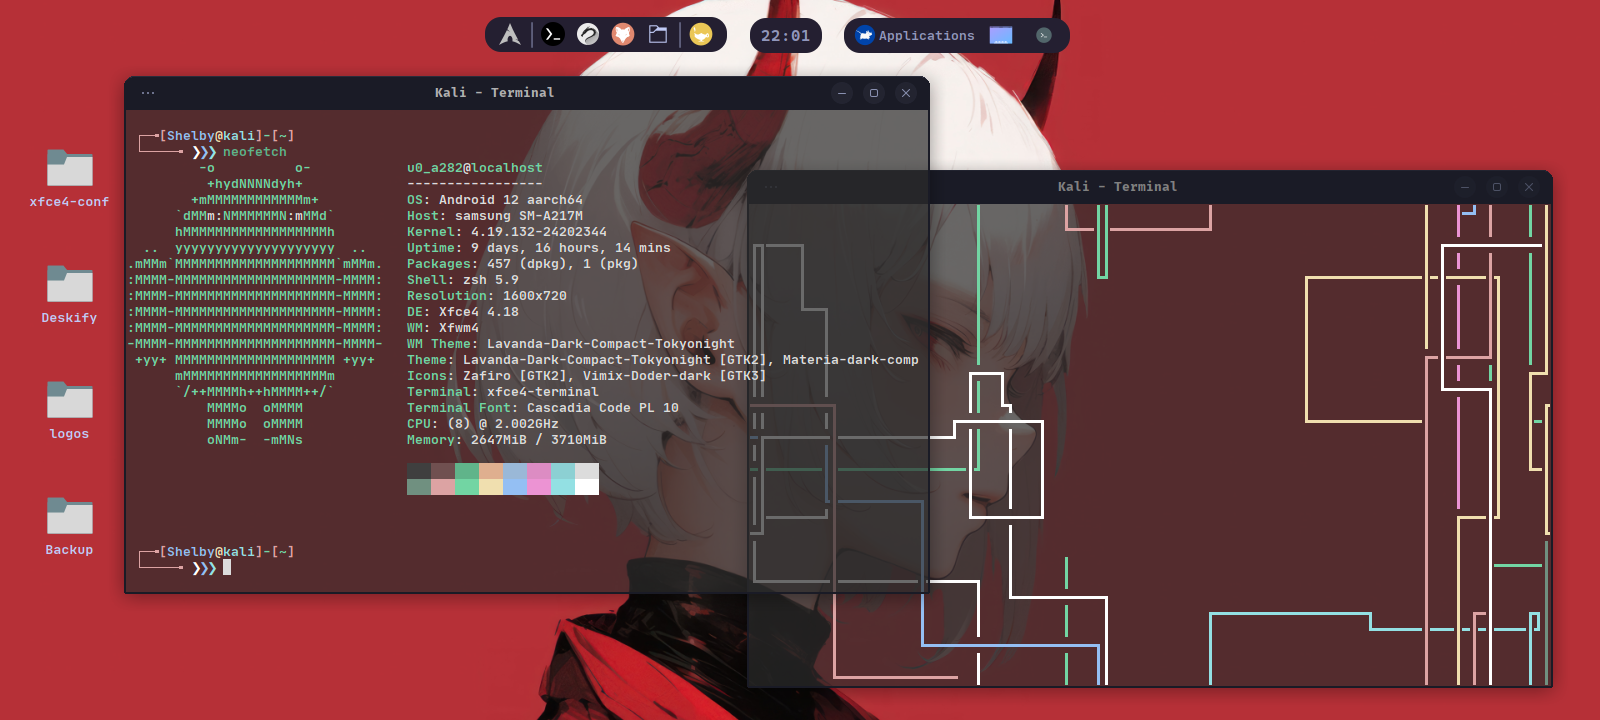 22:01
Applications
Kali - Terminal
┌──■[Shelby@kali]-[~]
└─────■ ❯❯❯ neofetch
         -o          o-
          +hydNNNNdyh+
        +mMMMMMMMMMMMMm+
      `dMMm:NMMMMMMN:mMMd`
      hMMMMMMMMMMMMMMMMMMh
  ..  yyyyyyyyyyyyyyyyyyyy  ..
.mMMm`MMMMMMMMMMMMMMMMMMMM`mMMm.
:MMMM-MMMMMMMMMMMMMMMMMMMM-MMMM:
:MMMM-MMMMMMMMMMMMMMMMMMMM-MMMM:
:MMMM-MMMMMMMMMMMMMMMMMMMM-MMMM:
:MMMM-MMMMMMMMMMMMMMMMMMMM-MMMM:
-MMMM-MMMMMMMMMMMMMMMMMMMM-MMMM-
 +yy+ MMMMMMMMMMMMMMMMMMMM +yy+
      mMMMMMMMMMMMMMMMMMMm
      `/++MMMMh++hMMMM++/`
          MMMMo  oMMMM
          MMMMo  oMMMM
          oNMm-  -mMNs
u0_a282@localhost
-----------------
OS: Android 12 aarch64
Host: samsung SM-A217M
Kernel: 4.19.132-24202344
Uptime: 9 days, 16 hours, 14 mins
Packages: 457 (dpkg), 1 (pkg)
Shell: zsh 5.9
Resolution: 1600x720
DE: Xfce4 4.18
WM: Xfwm4
WM Theme: Lavanda-Dark-Compact-Tokyonight
Theme: Lavanda-Dark-Compact-Tokyonight [GTK2], Materia-dark-comp
Icons: Zafiro [GTK2], Vimix-Doder-dark [GTK3]
Terminal: xfce4-terminal
Terminal Font: Cascadia Code PL 10
CPU: (8) @ 2.002GHz
Memory: 2647MiB / 3710MiB
┌──■[Shelby@kali]-[~]
└─────■ ❯❯❯
Kali - Terminal
xfce4-conf
Deskify
logos
Backup